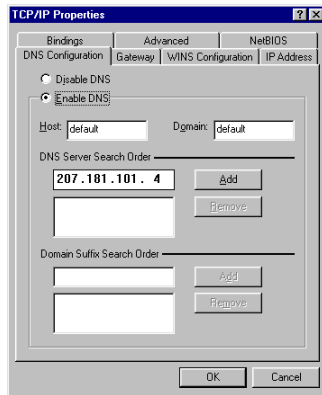 TCP/IP Properties
Bindings Advanced NetBIOS
DNS Configuration Gateway WINS Configuration IP Address
Disable DNS
Enable DNS
Host: default Domain: default
DNS Server Search Order
207.181.101. 4 Add
Remove
Domain Suffix Search Order
Add
Remove
OK Cancel